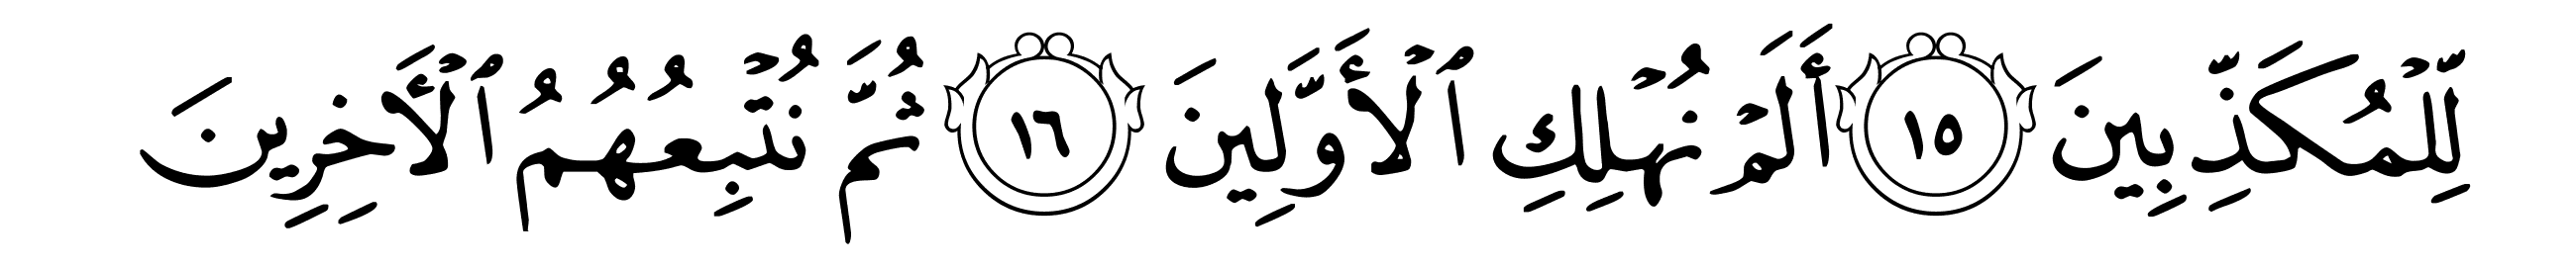 لِّلْمُكَذِّبِينَ ١٥ أَلَمْ نُهْلِكِ ٱلْأَوَّلِينَ ١٦ ثُمَّ نُتْبِعُهُمُ ٱلْأَخِرِينَ